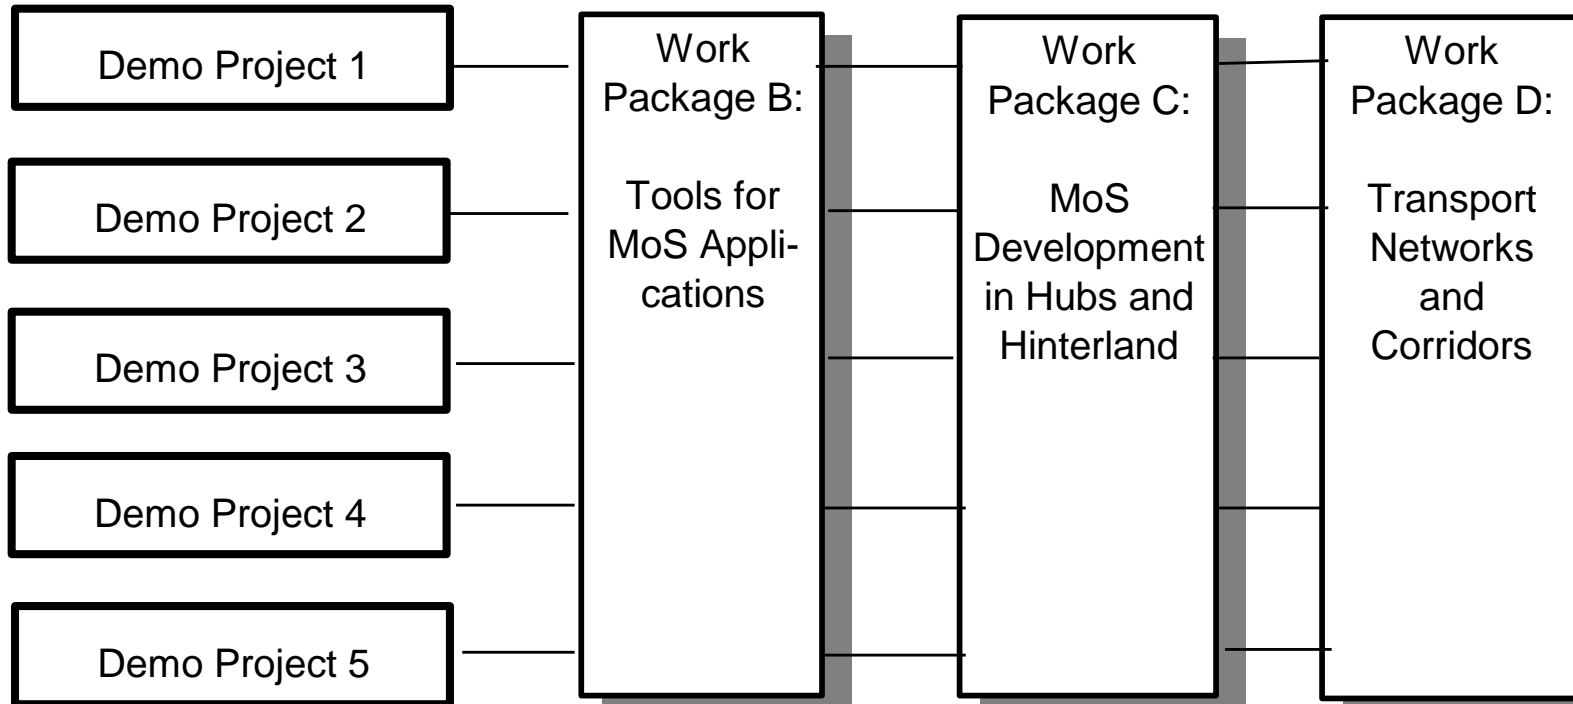 Demo Project 1
Demo Project 2
Demo Project 3
Demo Project 4
Demo Project 5
Work
Package B:
Tools for
MoS Appli-
cations
Work
Package C:
MoS
Development
in Hubs and
Hinterland
Work
Package D:
Transport
Networks
and
Corridors